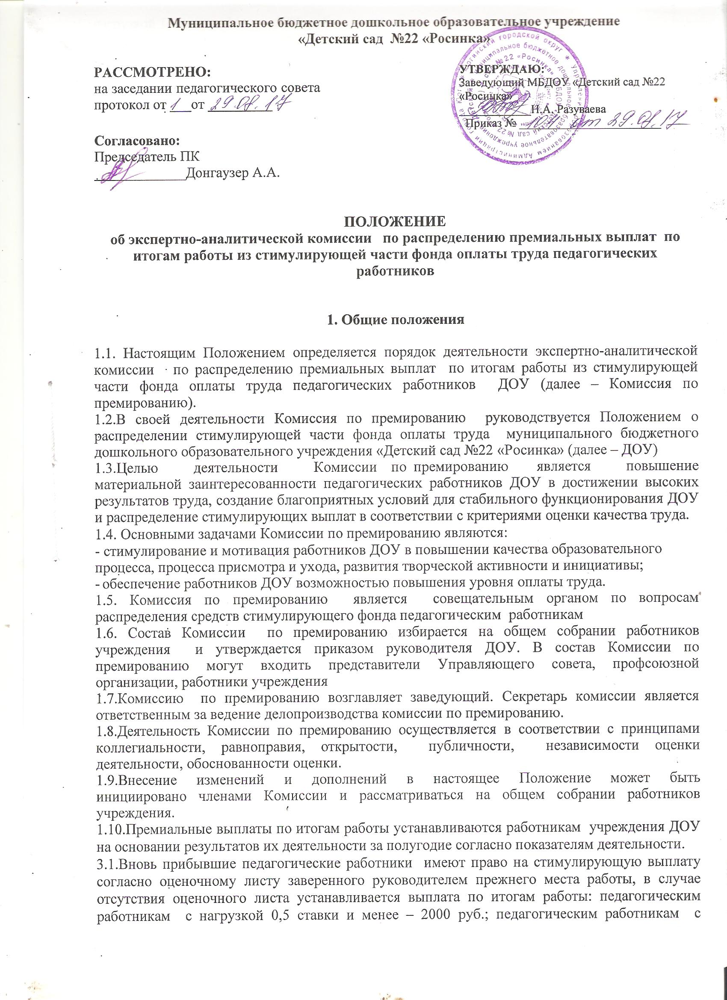 Муниципальное бюджетное дошкольное образовательное учреждение
«Детский сад №22 «Росинка»
РАССМОТРЕНО:
на заседании педагогического совета
протокол от 1 от 29.08.17
УТВЕРЖДАЮ:
Заведующий МБДОУ «Детский сад №22
«Росинка»
Н.А. Разуваева
Приказ № от 29.08.17
Согласовано:
Председатель ПК
Донгаузер А.А.
ПОЛОЖЕНИЕ
об экспертно-аналитической комиссии по распределению премиальных выплат по
итогам работы из стимулирующей части фонда оплаты труда педагогических
работников
1. Общие положения
1.1. Настоящим Положением определяется порядок деятельности экспертно-аналитической
комиссии по распределению премиальных выплат по итогам работы из стимулирующей
части фонда оплаты труда педагогических работников ДОУ (далее – Комиссия по
премированию).
1.2.В своей деятельности Комиссия по премированию руководствуется Положением о
распределении стимулирующей части фонда оплаты труда муниципального бюджетного
дошкольного образовательного учреждения «Детский сад №22 «Росинка» (далее – ДОУ)
1.3.Целью деятельности Комиссии по премированию является повышение
материальной заинтересованности педагогических работников ДОУ в достижении высоких
результатов труда, создание благоприятных условий для стабильного функционирования ДОУ
и распределение стимулирующих выплат в соответствии с критериями оценки качества труда.
1.4. Основными задачами Комиссии по премированию являются:
- стимулирование и мотивация работников ДОУ в повышении качества образовательного
процесса, процесса присмотра и ухода, развития творческой активности и инициативы;
- обеспечение работников ДОУ возможностью повышения уровня оплаты труда.
1.5. Комиссия по премированию является совещательным органом по вопросам
распределения средств стимулирующего фонда педагогическим работникам
1.6. Состав Комиссии по премированию избирается на общем собрании работников
учреждения и утверждается приказом руководителя ДОУ. В состав Комиссии по
премированию могут входить представители Управляющего совета, профсоюзной
организации, работники учреждения
1.7.Комиссию по премированию возглавляет заведующий. Секретарь комиссии является
ответственным за ведение делопроизводства комиссии по премированию.
1.8.Деятельность Комиссии по премированию осуществляется в соответствии с принципами
коллегиальности, равноправия, открытости, публичности, независимости оценки
деятельности, обоснованности оценки.
1.9.Внесение изменений и дополнений в настоящее Положение может быть
инициировано членами Комиссии и рассматриваться на общем собрании работников
учреждения.
1.10.Премиальные выплаты по итогам работы устанавливаются работникам учреждения ДОУ
на основании результатов их деятельности за полугодие согласно показателям деятельности.
3.1.Вновь прибывшие педагогические работники имеют право на стимулирующую выплату
согласно оценочному листу заверенного руководителем прежнего места работы, в случае
отсутствия оценочного листа устанавливается выплата по итогам работы: педагогическим
работникам с нагрузкой 0,5 ставки и менее – 2000 руб.; педагогическим работникам с